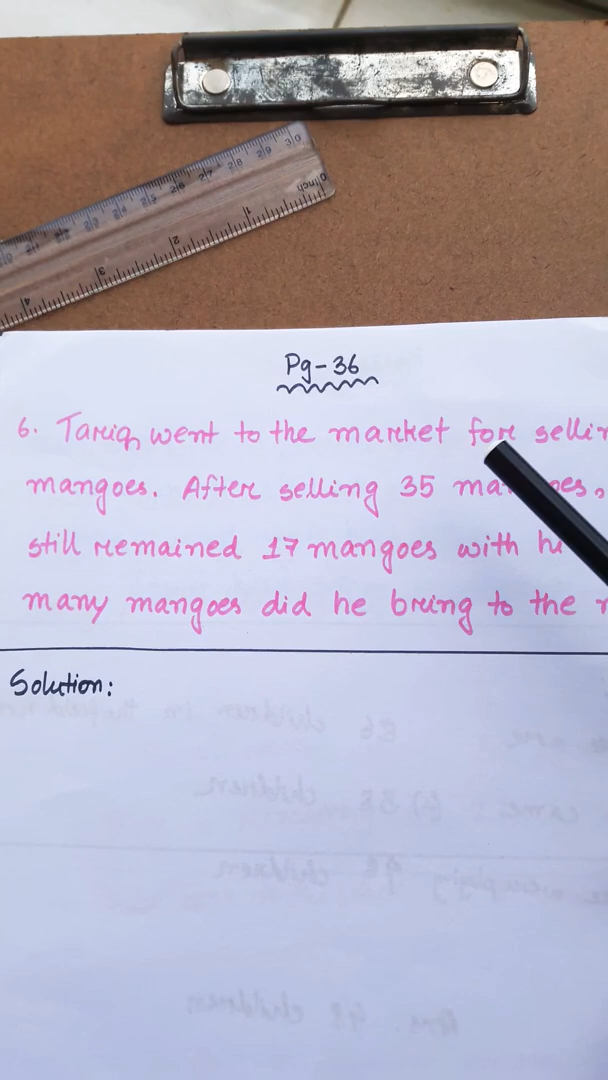 Pg-36
6. Tariq went to the market for
mangoes. After selling 35
still remained 17 mangoes with
many mangoes did he bring to the
Solution: